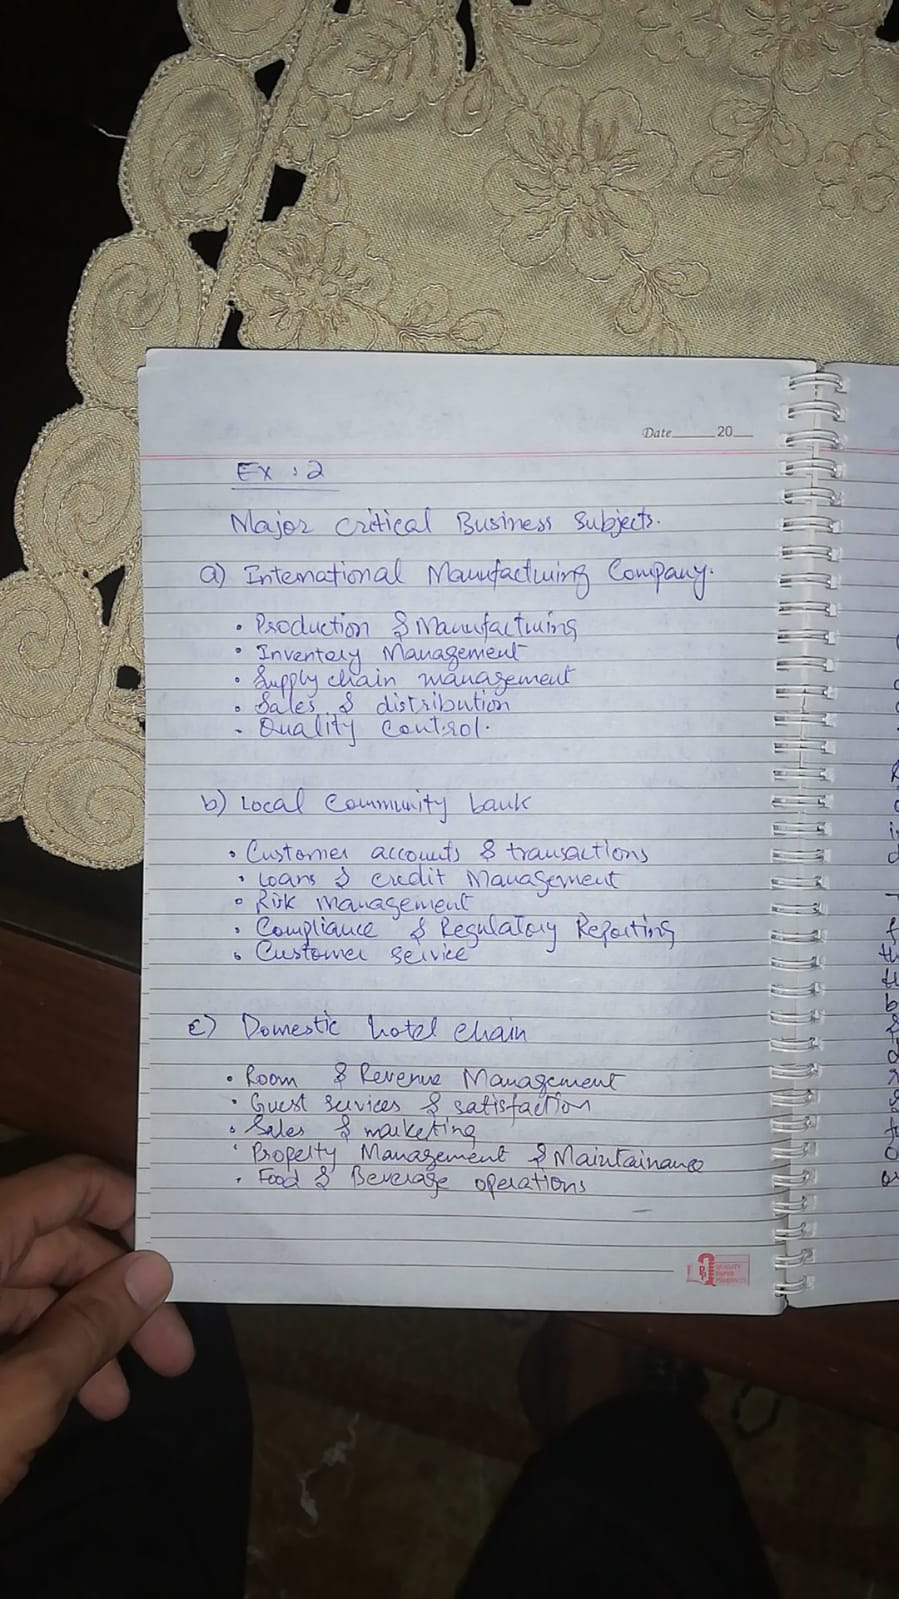 Date 20
Ex : 2
Major Critical Business Subjects.
a) International Manufacturing Company.
• Production & Manufacturing
• Inventory Management
• Supply chain management
• Sales & distribution
• Quality Control.
b) Local Community bank
• Customer accounts & transactions
• Loans & credit Management
• Risk management
• Compliance & Regulatory Reporting
• Customer service
c) Domestic hotel chain
• Room & Revenue Management
• Guest services & satisfaction
• Sales & marketing
• Property Management & Maintainance
• Food & Beverage operations
QUALITY
PAPER